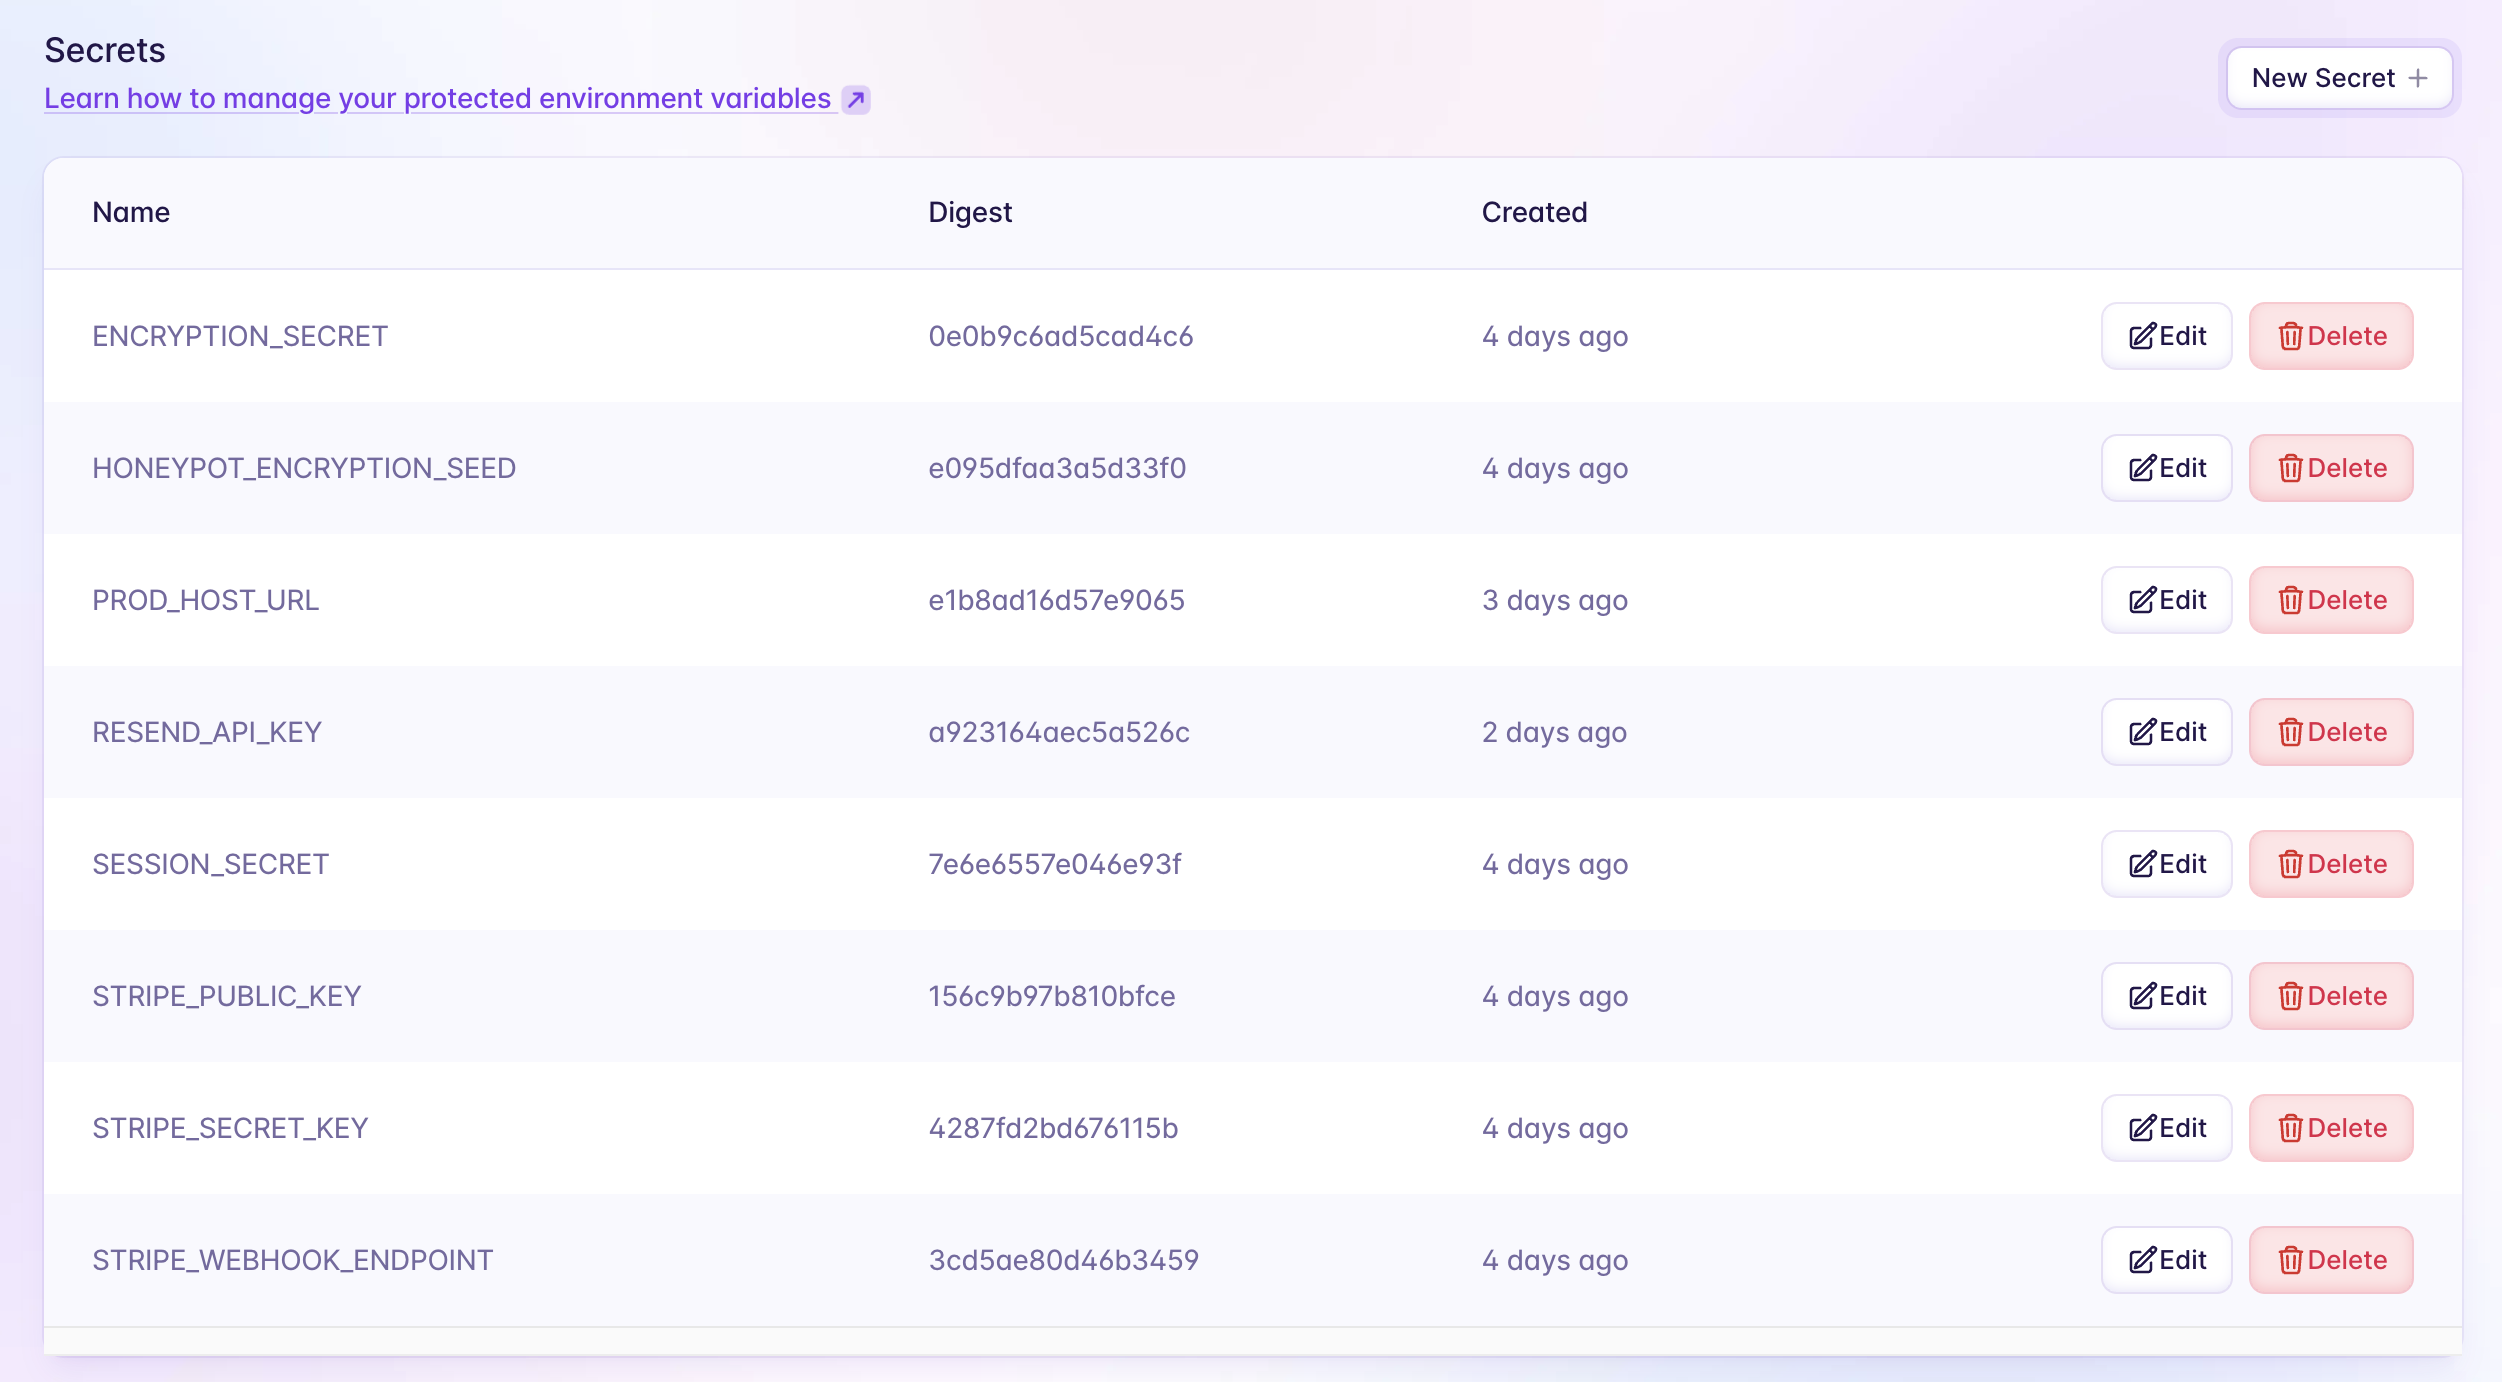 Secrets
Learn how to manage your protected environment variables
New Secret +
Name Digest Created
ENCRYPTION_SECRET 0e0b9c6ad5cad4c6 4 days ago Edit Delete
HONEYPOT_ENCRYPTION_SEED e095dfaa3a5d33f0 4 days ago Edit Delete
PROD_HOST_URL e1b8ad16d57e9065 3 days ago Edit Delete
RESEND_API_KEY a923164aec5a526c 2 days ago Edit Delete
SESSION_SECRET 7e6e6557e046e93f 4 days ago Edit Delete
STRIPE_PUBLIC_KEY 156c9b97b810bfce 4 days ago Edit Delete
STRIPE_SECRET_KEY 4287fd2bd676115b 4 days ago Edit Delete
STRIPE_WEBHOOK_ENDPOINT 3cd5ae80d46b3459 4 days ago Edit Delete